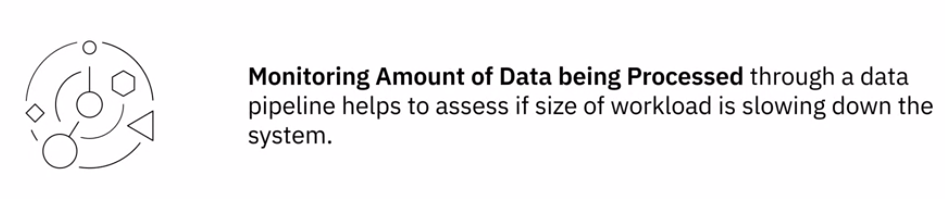 Monitoring Amount of Data being Processed through a data
pipeline helps to assess if size of workload is slowing down the
system.